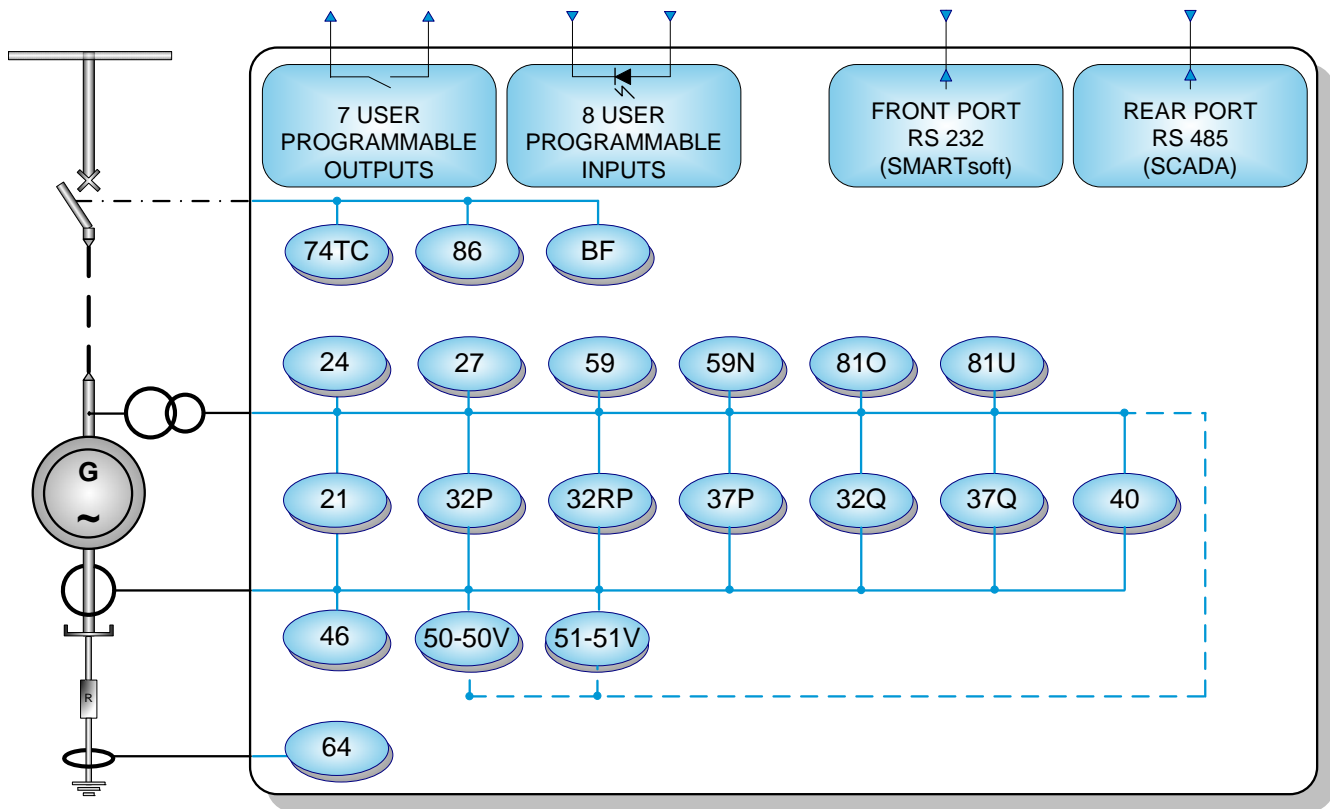 7 USER
PROGRAMMABLE
OUTPUTS
8 USER
PROGRAMMABLE
INPUTS
FRONT PORT
RS 232
(SMARTsoft)
REAR PORT
RS 485
(SCADA)
74TC
86
BF
24
27
59
59N
81O
81U
G
~
21
32P
32RP
37P
32Q
37Q
40
46
50-50V
51-51V
R
64